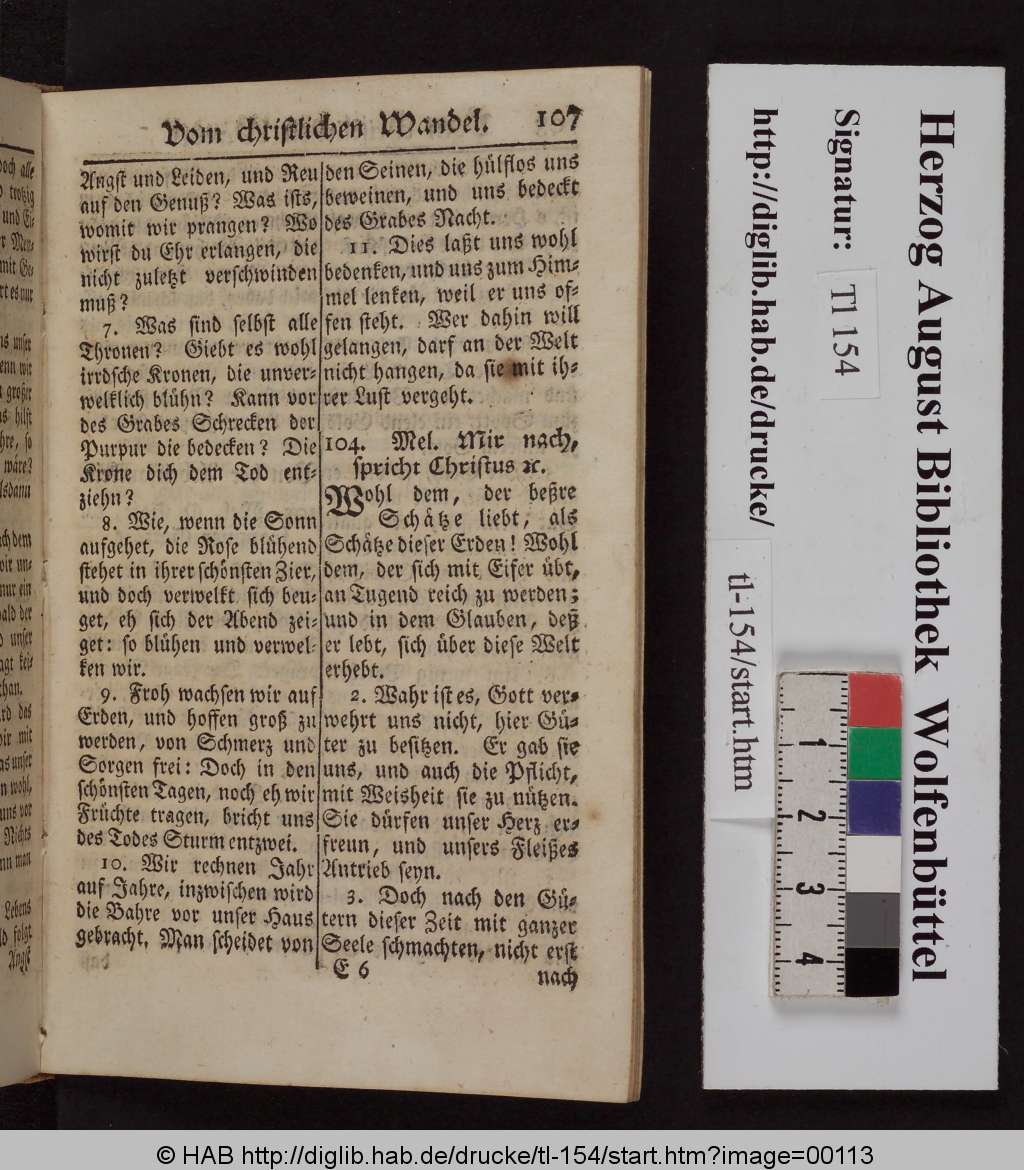 Vom christlichen Wandel. 107
Angst und Leiden, und Reu
auf den Genuß? Was ists,
womit wir prangen? Wo
wirst du Ehr erlangen, die
nicht zuletzt verschwinden
muß?
7. Was sind selbst alle
Thronen? Giebt es wohl
irrdsche Kronen, die unver-
welklich blühn? Kann vor
des Grabes Schrecken der
Purpur die bedecken? Die
Krone dich dem Tod ent-
ziehn?
8. Wie, wenn die Sonn
aufgehet, die Rose blühend
stehet in ihrer schönsten Zier,
und doch verwelkt sich beu-
get, eh sich der Abend zei-
get: so blühen und verwel-
ken wir.
9. Froh wachsen wir auf
Erden, und hoffen groß zu
werden, von Schmerz und
Sorgen frei: Doch in den
schönsten Tagen, noch eh wir
Früchte tragen, bricht uns
des Todes Sturm entzwei.
10. Wir rechnen Jahr
auf Jahre, inzwischen wird
die Bahre vor unser Haus
gebracht. Man scheidet von
den Seinen, die hülflos uns
beweinen, und uns bedeckt
des Grabes Nacht.
11. Dies laßt uns wohl
bedenken, und uns zum Him-
mel lenken, weil er uns of-
fen steht. Wer dahin will
gelangen, darf an der Welt
nicht hangen, da sie mit ih-
rer Lust vergeht.
104. Mel. Mir nach,
spricht Christus ꝛc.
Wohl dem, der beßre
Schätze liebt, als
Schätze dieser Erden! Wohl
dem, der sich mit Eifer übt,
an Tugend reich zu werden;
und in dem Glauben, deß
er lebt, sich über diese Welt
erhebt.
2. Wahr ist es, Gott ver-
wehrt uns nicht, hier Gü-
ter zu besitzen. Er gab sie
uns, und auch die Pflicht,
mit Weisheit sie zu nützen.
Sie dürfen unser Herz er-
freun, und unsers Fleißes
Antrieb seyn.
3. Doch nach den Gü-
tern dieser Zeit mit ganzer
Seele schmachten, nicht erst
E 6
nach
Herzog August Bibliothek Wolfenbüttel
Signatur: Tl 154
http://diglib.hab.de/drucke/
tl-154/start.htm
1
2
3
4
© HAB http://diglib.hab.de/drucke/tl-154/start.htm?image=00113